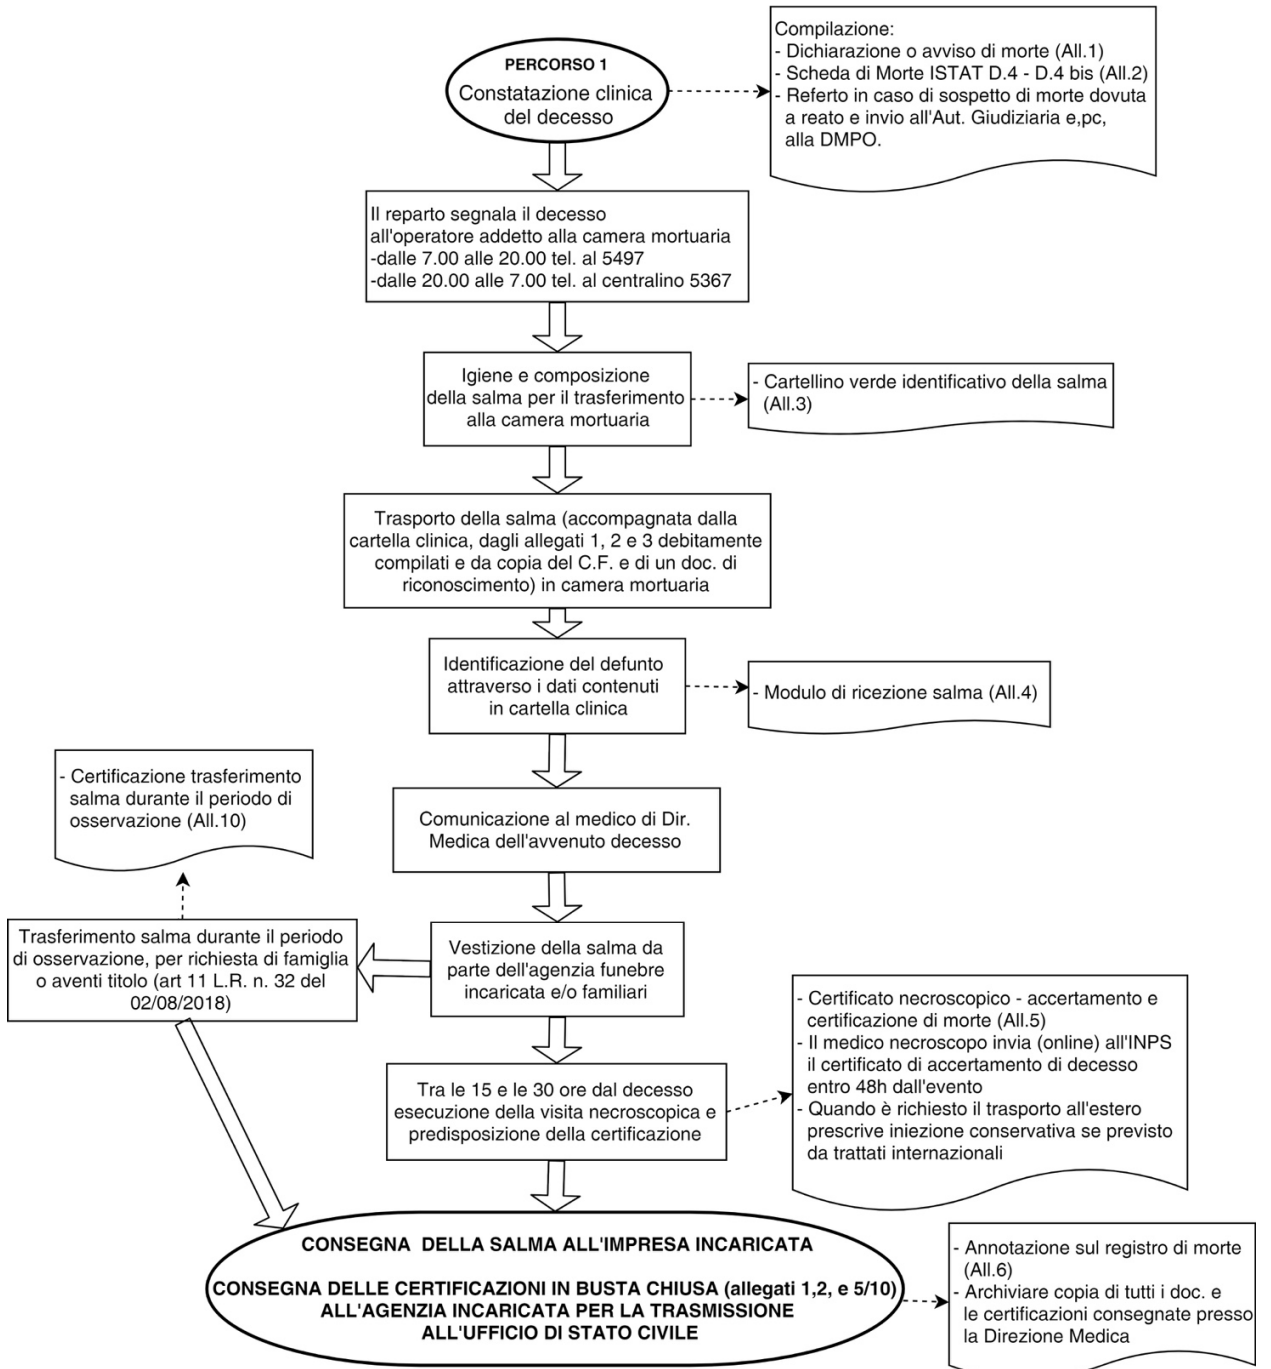 PERCORSO 1
Constatazione clinica
del decesso
Compilazione:
- Dichiarazione o avviso di morte (All.1)
- Scheda di Morte ISTAT D.4 - D.4 bis (All.2)
- Referto in caso di sospetto di morte dovuta
a reato e invio all'Aut. Giudiziaria e,pc,
alla DMPO.
Il reparto segnala il decesso
all'operatore addetto alla camera mortuaria
-dalle 7.00 alle 20.00 tel. al 5497
-dalle 20.00 alle 7.00 tel. al centralino 5367
Igiene e composizione
della salma per il trasferimento
alla camera mortuaria
- Cartellino verde identificativo della salma
(All.3)
Trasporto della salma (accompagnata dalla
cartella clinica, dagli allegati 1, 2 e 3 debitamente
compilati e da copia del C.F. e di un doc. di
riconoscimento) in camera mortuaria
Identificazione del defunto
attraverso i dati contenuti
in cartella clinica
- Modulo di ricezione salma (All.4)
- Certificazione trasferimento
salma durante il periodo di
osservazione (All.10)
Comunicazione al medico di Dir.
Medica dell'avvenuto decesso
Trasferimento salma durante il periodo
di osservazione, per richiesta di famiglia
o aventi titolo (art 11 L.R. n. 32 del
02/08/2018)
Vestizione della salma da
parte dell'agenzia funebre
incaricata e/o familiari
- Certificato necroscopico - accertamento e
certificazione di morte (All.5)
- Il medico necroscopo invia (online) all'INPS
il certificato di accertamento di decesso
entro 48h dall'evento
- Quando è richiesto il trasporto all'estero
prescrive iniezione conservativa se previsto
da trattati internazionali
Tra le 15 e le 30 ore dal decesso
esecuzione della visita necroscopica e
predisposizione della certificazione
CONSEGNA DELLA SALMA ALL'IMPRESA INCARICATA
CONSEGNA DELLE CERTIFICAZIONI IN BUSTA CHIUSA (allegati 1,2, e 5/10)
ALL'AGENZIA INCARICATA PER LA TRASMISSIONE
ALL'UFFICIO DI STATO CIVILE
- Annotazione sul registro di morte
(All.6)
- Archiviare copia di tutti i doc. e
le certificazioni consegnate presso
la Direzione Medica